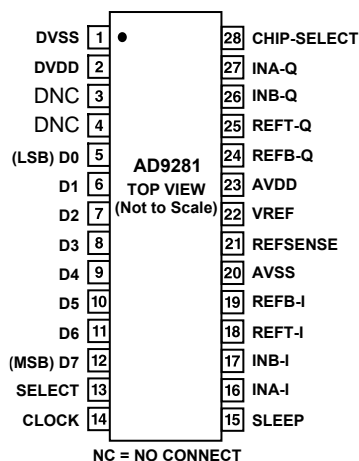 DVSS 1
DVDD 2
DNC 3
DNC 4
(LSB) D0 5
D1 6
D2 7
D3 8
D4 9
D5 10
D6 11
(MSB) D7 12
SELECT 13
CLOCK 14
AD9281
TOP VIEW
(Not to Scale)
28 CHIP-SELECT
27 INA-Q
26 INB-Q
25 REFT-Q
24 REFB-Q
23 AVDD
22 VREF
21 REFSENSE
20 AVSS
19 REFB-I
18 REFT-I
17 INB-I
16 INA-I
15 SLEEP
NC = NO CONNECT